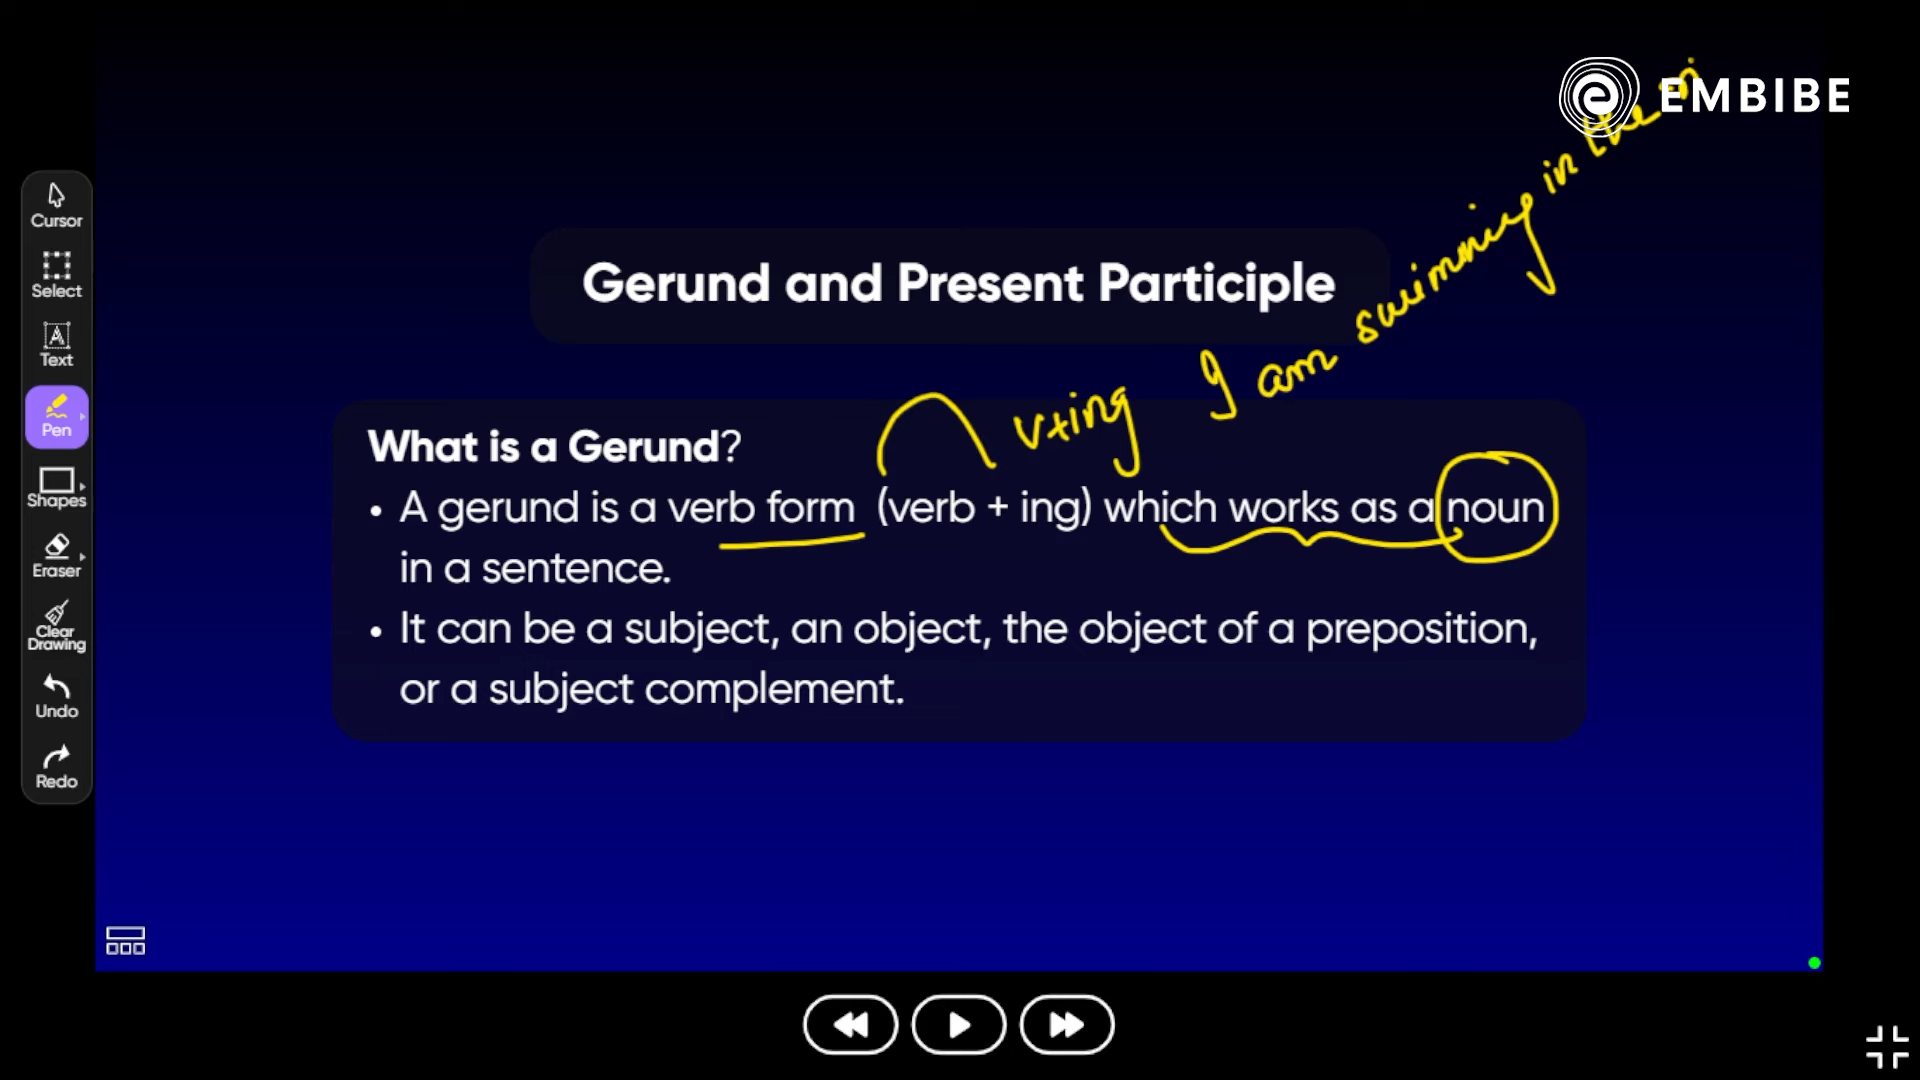 EMBIBE
Cursor
Select
Text
Pen
Shapes
Eraser
Clear
Drawing
Undo
Redo
Gerund and Present Participle
v+ing I am swimming in the
What is a Gerund?
• A gerund is a verb form (verb + ing) which works as a noun
in a sentence.
• It can be a subject, an object, the object of a preposition,
or a subject complement.